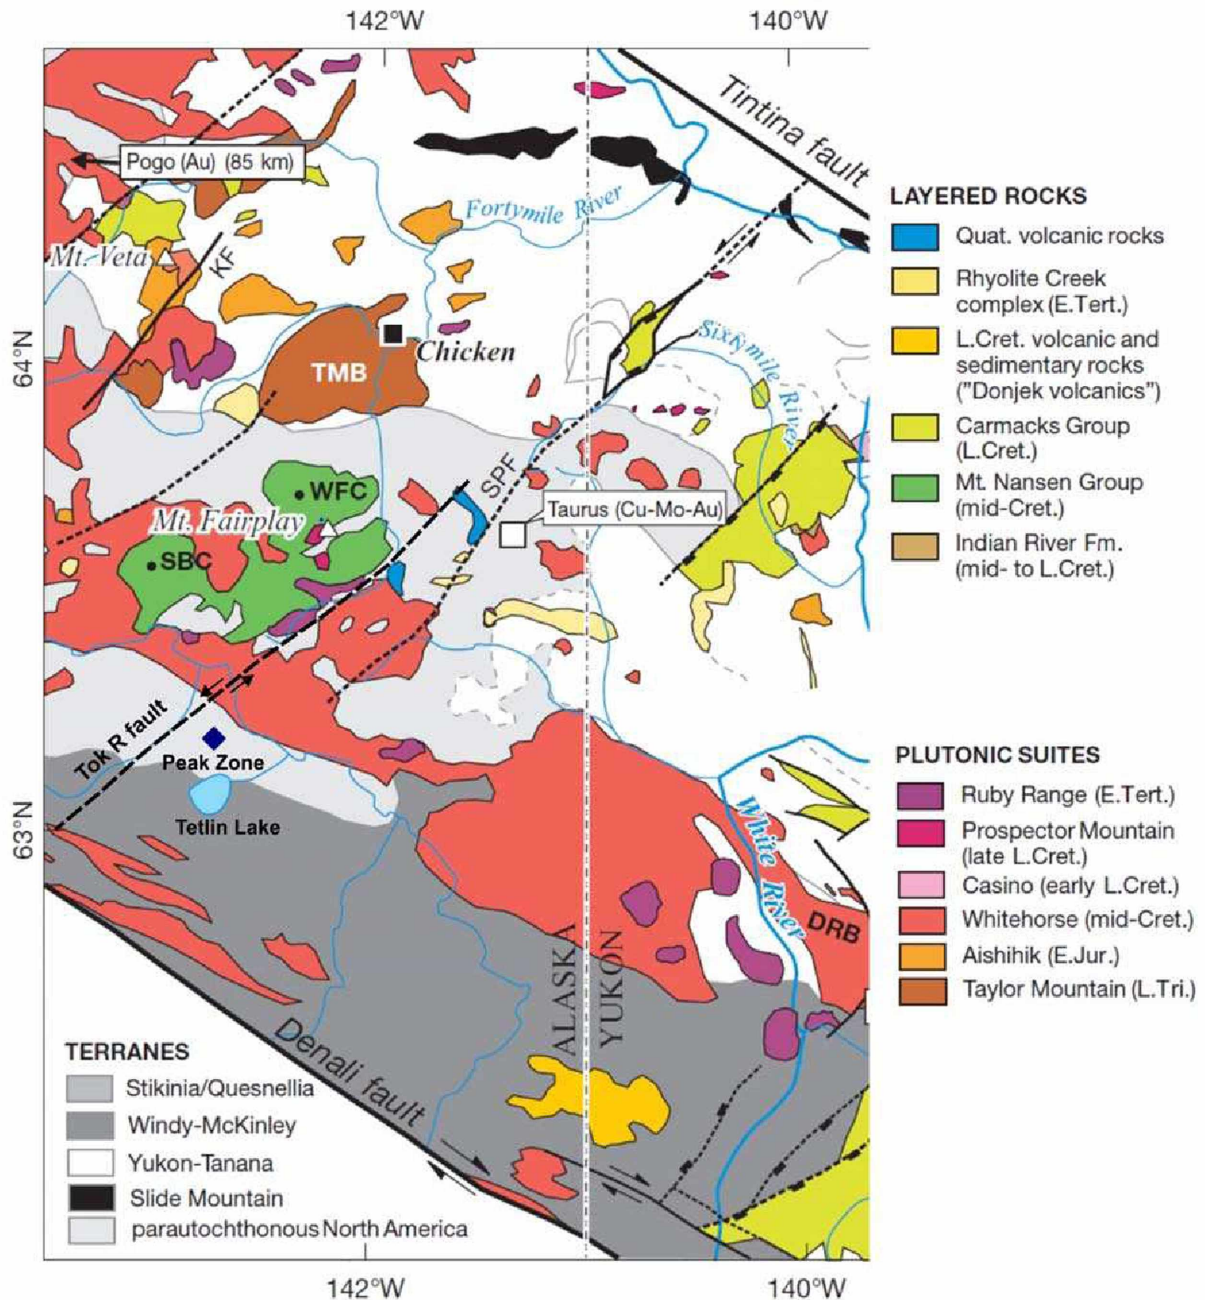 142°W
140°W
Tintina fault
Pogo (Au) (85 km)
Fortymile River
Mt. Veta
KF
64°N
Chicken
TMB
Sixtymile River
SPF
WFC
Mt. Fairplay
SBC
Taurus (Cu-Mo-Au)
Tok R fault
Peak Zone
Tetlin Lake
63°N
White River
DRB
ALASKA
YUKON
Denali fault
LAYERED ROCKS
Quat. volcanic rocks
Rhyolite Creek
complex (E.Tert.)
L.Cret. volcanic and
sedimentary rocks
("Donjek volcanics")
Carmacks Group
(L.Cret.)
Mt. Nansen Group
(mid-Cret.)
Indian River Fm.
(mid- to L.Cret.)
PLUTONIC SUITES
Ruby Range (E.Tert.)
Prospector Mountain
(late L.Cret.)
Casino (early L.Cret.)
Whitehorse (mid-Cret.)
Aishihik (E.Jur.)
Taylor Mountain (L.Tri.)
TERRANES
Stikinia/Quesnellia
Windy-McKinley
Yukon-Tanana
Slide Mountain
parautochthonous North America
142°W
140°W